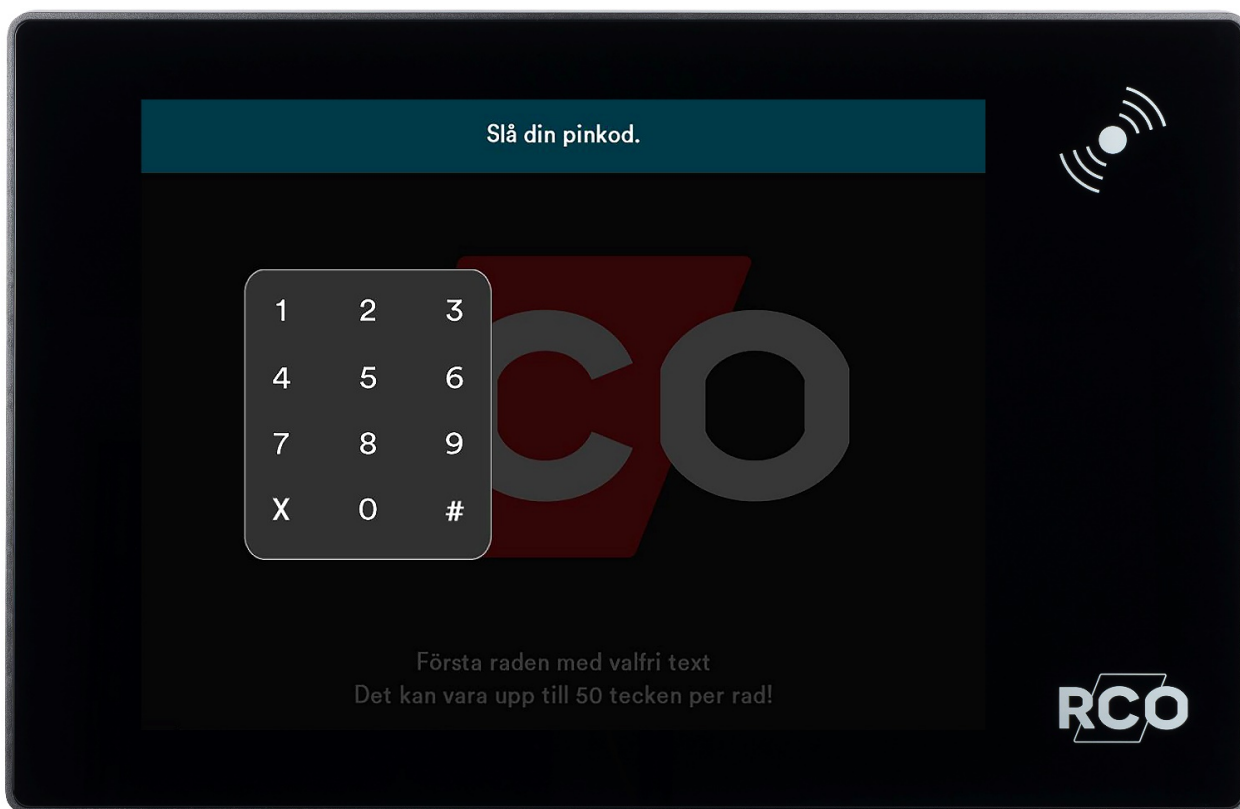 Slå din pinkod.
1 2 3
4 5 6
7 8 9
X 0 #
CO
Första raden med valfri text
Det kan vara upp till 50 tecken per rad!
RCO